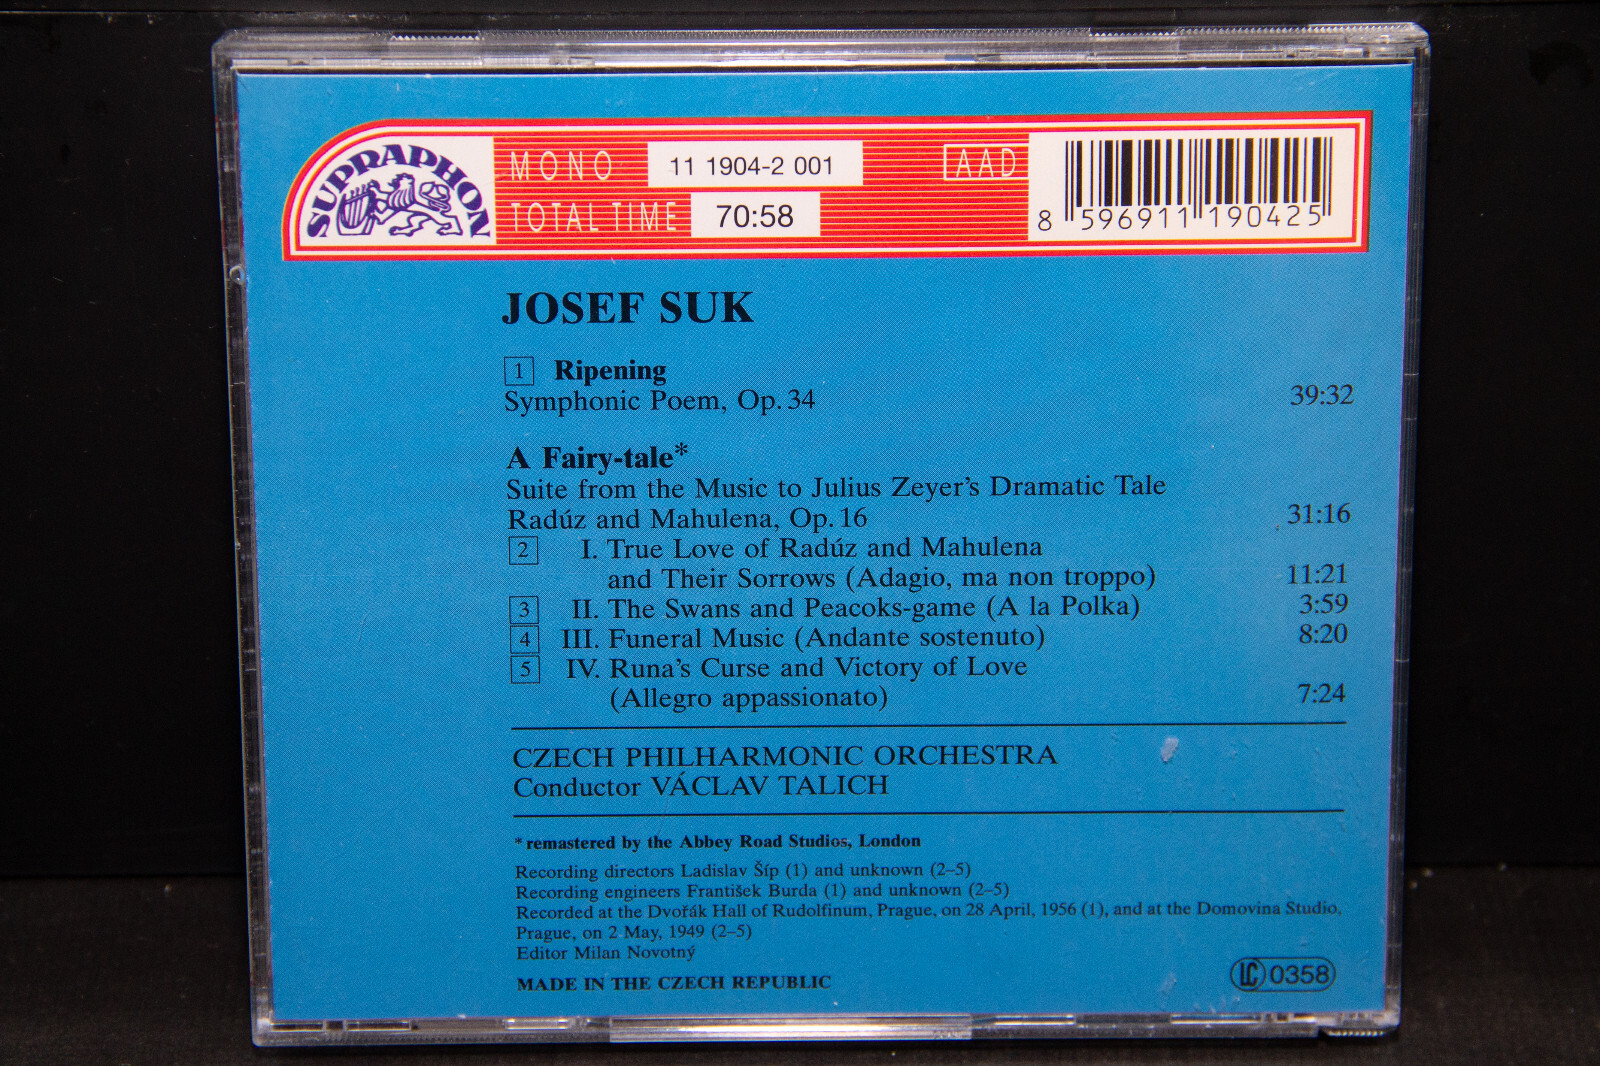 SUPRAPHON
MONO 11 1904-2 001 AAD
TOTAL TIME 70:58
8 596911 190425
JOSEF SUK
1 Ripening
Symphonic Poem, Op. 34 39:32
A Fairy-tale*
Suite from the Music to Julius Zeyer's Dramatic Tale
Radúz and Mahulena, Op. 16 31:16
2 I. True Love of Radúz and Mahulena
and Their Sorrows (Adagio, ma non troppo) 11:21
3 II. The Swans and Peacoks-game (A la Polka) 3:59
4 III. Funeral Music (Andante sostenuto) 8:20
5 IV. Runa's Curse and Victory of Love
(Allegro appassionato) 7:24
CZECH PHILHARMONIC ORCHESTRA
Conductor VÁCLAV TALICH
*remastered by the Abbey Road Studios, London
Recording directors Ladislav Šíp (1) and unknown (2–5)
Recording engineers František Burda (1) and unknown (2–5)
Recorded at the Dvořák Hall of Rudolfinum, Prague, on 28 April, 1956 (1), and at the Domovina Studio,
Prague, on 2 May, 1949 (2–5)
Editor Milan Novotný
MADE IN THE CZECH REPUBLIC
LC 0358